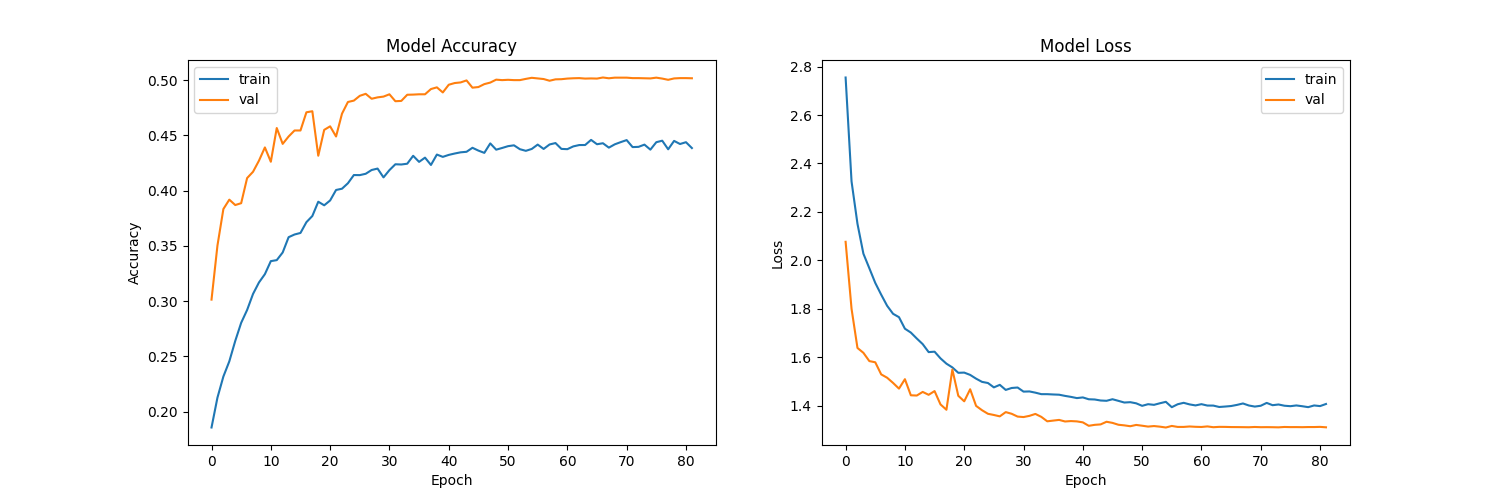 Model Accuracy
train
val
0.50
0.45
0.40
0.35
0.30
0.25
0.20
Accuracy
0 10 20 30 40 50 60 70 80
Epoch
Model Loss
train
val
2.8
2.6
2.4
2.2
2.0
1.8
1.6
1.4
Loss
0 10 20 30 40 50 60 70 80
Epoch